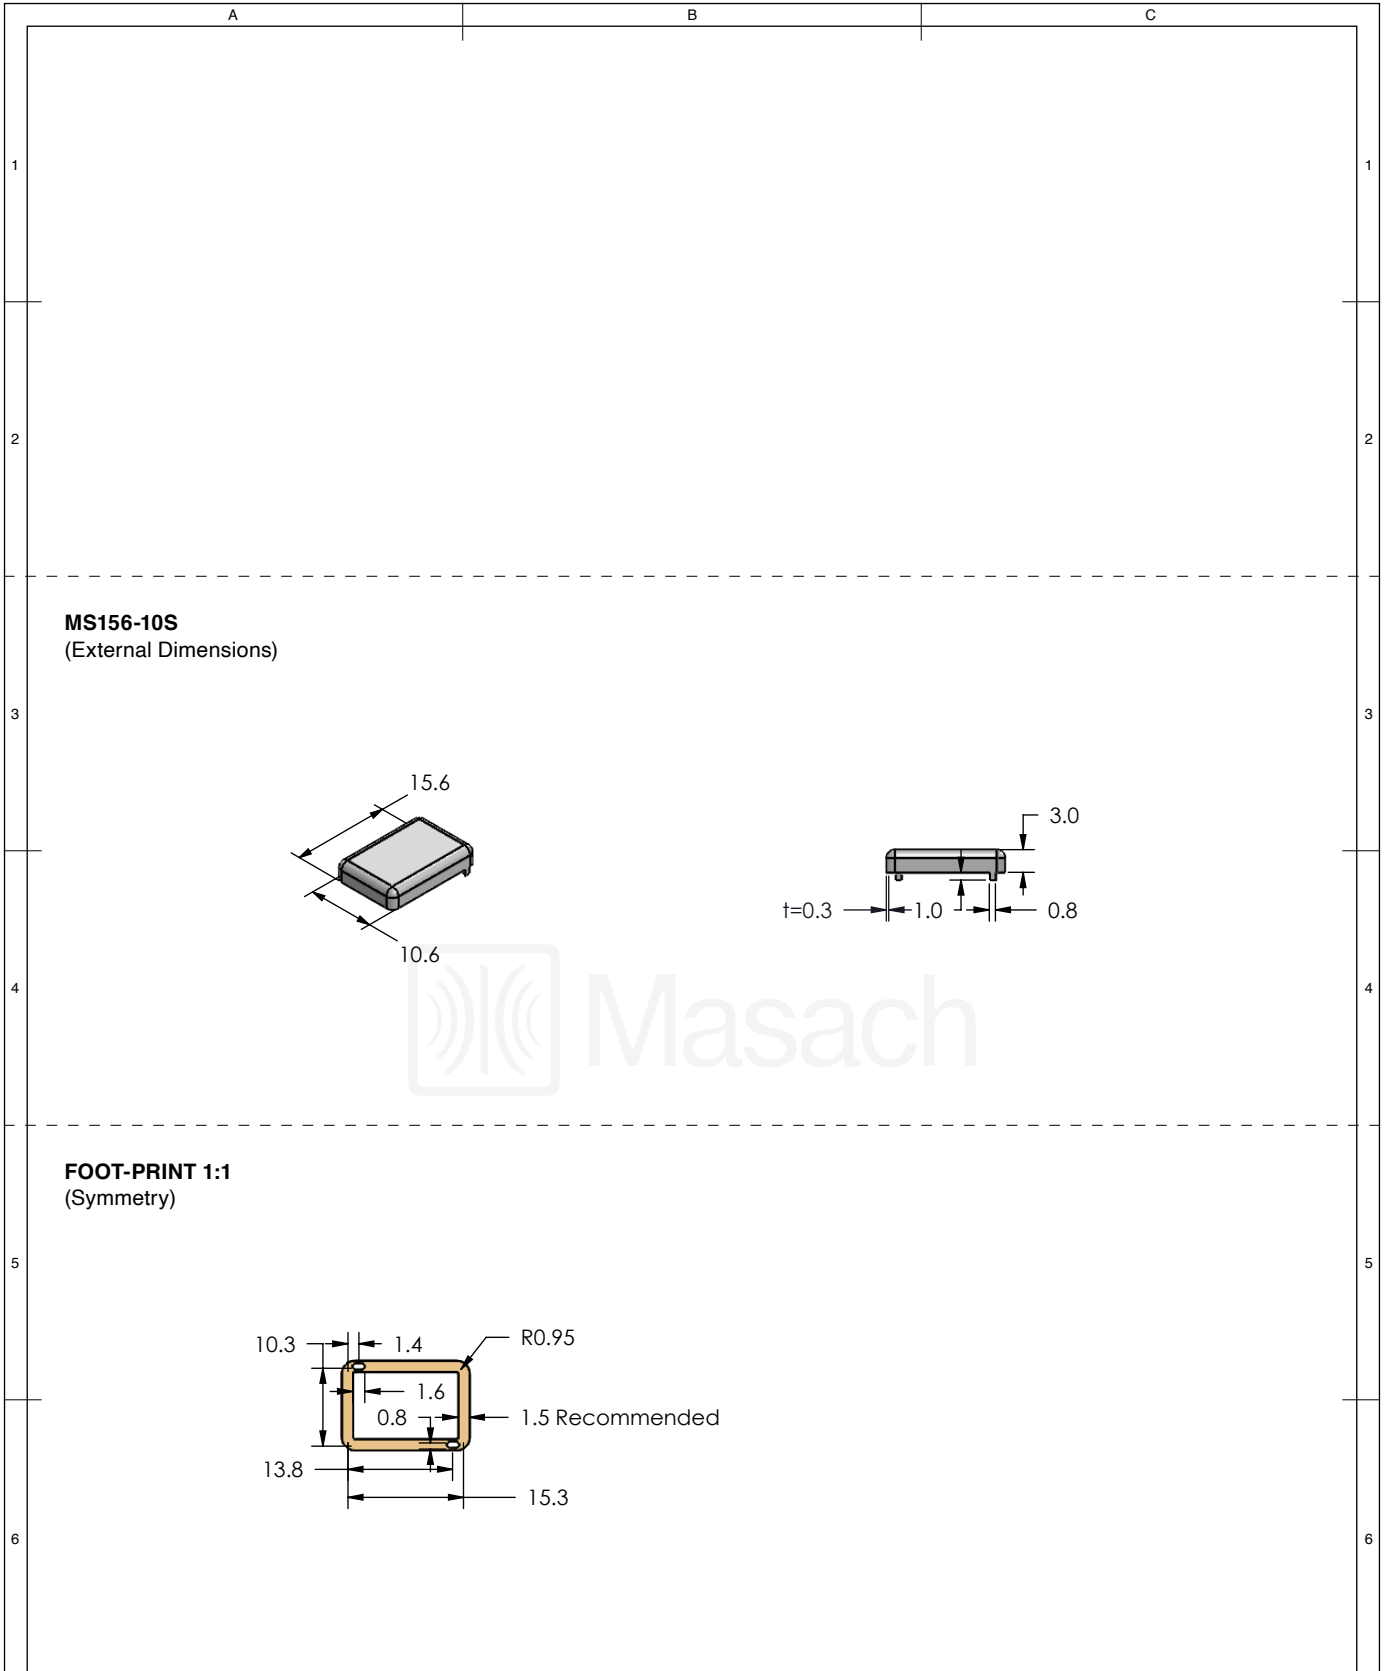 A B C
1 1
2 2
MS156-10S
(External Dimensions)
3 3
15.6
10.6
3.0
t=0.3 1.0 0.8
4 4
Masach
FOOT-PRINT 1:1
(Symmetry)
5 5
10.3 1.4 R0.95
1.6
0.8 1.5 Recommended
13.8
15.3
6 6